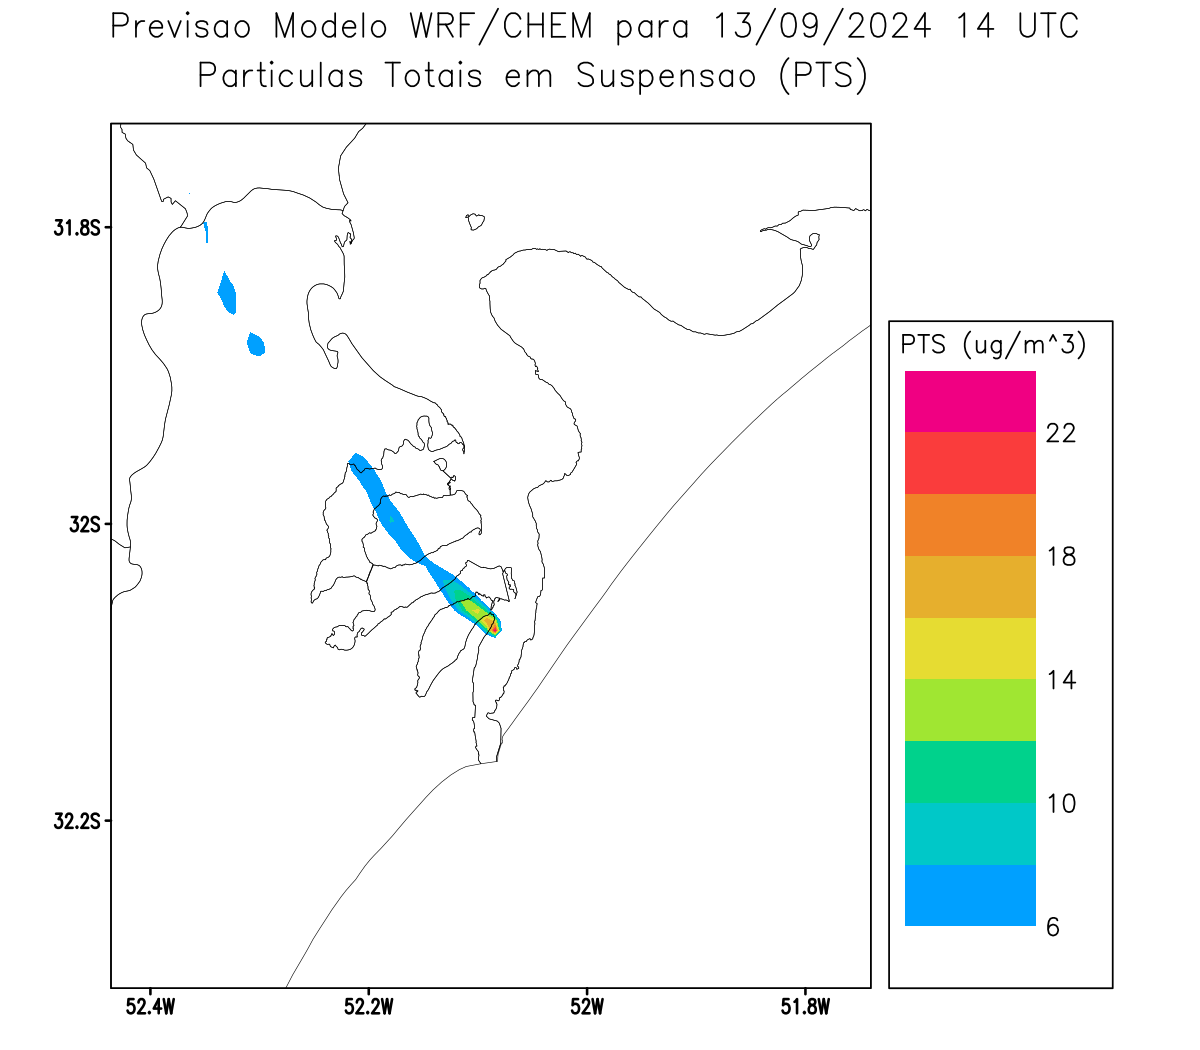 Previsao Modelo WRF/CHEM para 13/09/2024 14 UTC
Particulas Totais em Suspensao (PTS)
31.8S
32S
32.2S
52.4W
52.2W
52W
51.8W
PTS (ug/m^3)
22
18
14
10
6